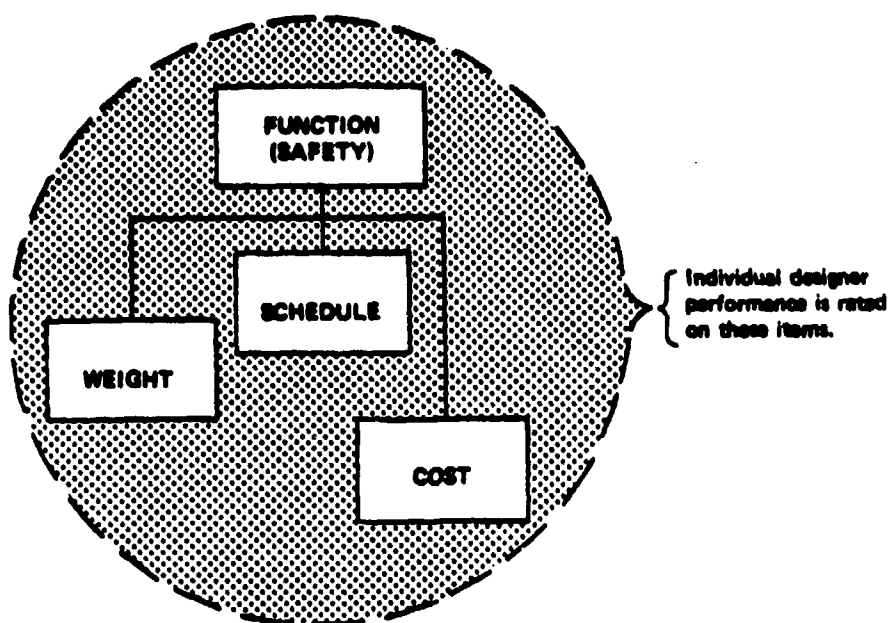 FUNCTION
(SAFETY)
SCHEDULE
WEIGHT
COST
Individual designer
performance is rated
on these items.